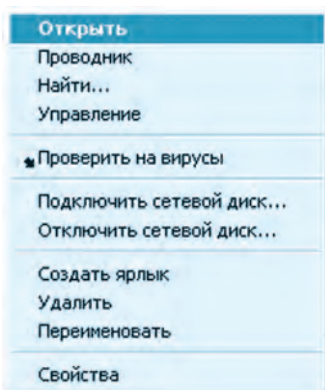 Открыть
Проводник
Найти...
Управление
Проверить на вирусы
Подключить сетевой диск...
Отключить сетевой диск...
Создать ярлык
Удалить
Переименовать
Свойства